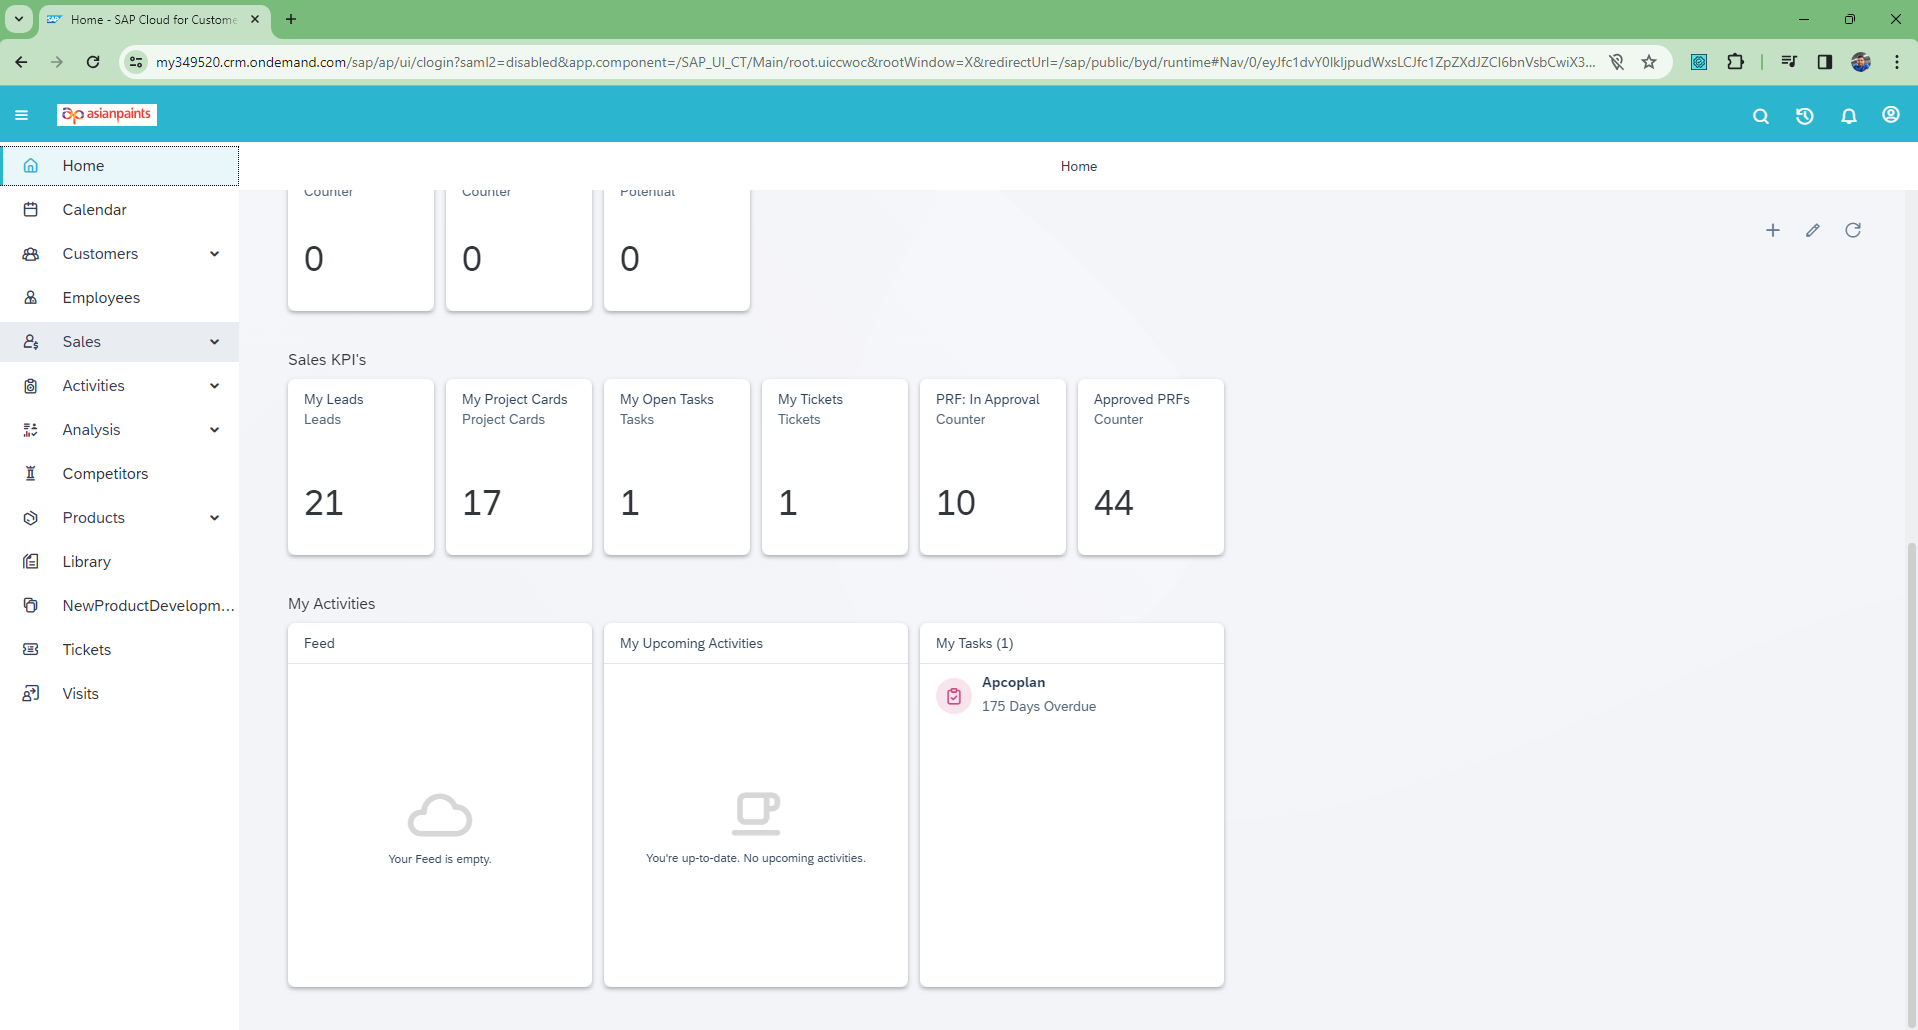 Home - SAP Cloud for Custome
my349520.crm.ondemand.com/sap/ap/ui/clogin?saml2=disabled&app.component=/SAP_UI_CT/Main/root.uiccwoc&rootWindow=X&redirectUrl=/sap/public/byd/runtime#Nav/0/eyJfc1dvY0lkIjpudWxsLCJfc1ZpZXdJZCI6bnVsbCwiX3...
asianpaints
Home
Home
Calendar
Customers
Employees
Sales
Activities
Analysis
Competitors
Products
Library
NewProductDevelopm...
Tickets
Visits
Counter
Counter
Potential
0
0
0
Sales KPI's
My Leads
Leads
21
My Project Cards
Project Cards
17
My Open Tasks
Tasks
1
My Tickets
Tickets
1
PRF: In Approval
Counter
10
Approved PRFs
Counter
44
My Activities
Feed
Your Feed is empty.
My Upcoming Activities
You're up-to-date. No upcoming activities.
My Tasks (1)
Apcoplan
175 Days Overdue